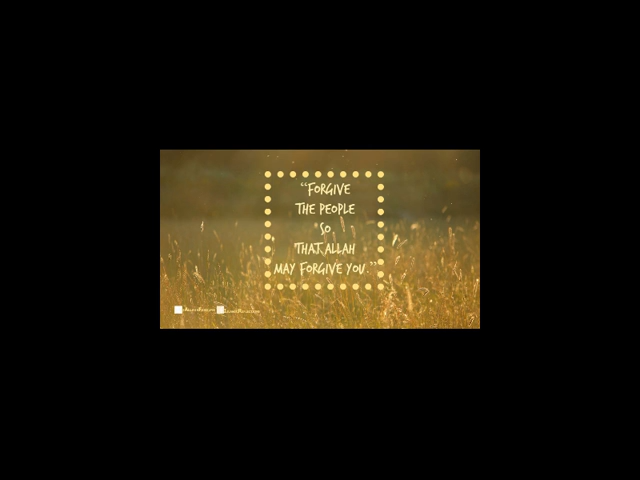 “FORGIVE
THE PEOPLE
SO
THAT ALLAH
MAY FORGIVE YOU.”